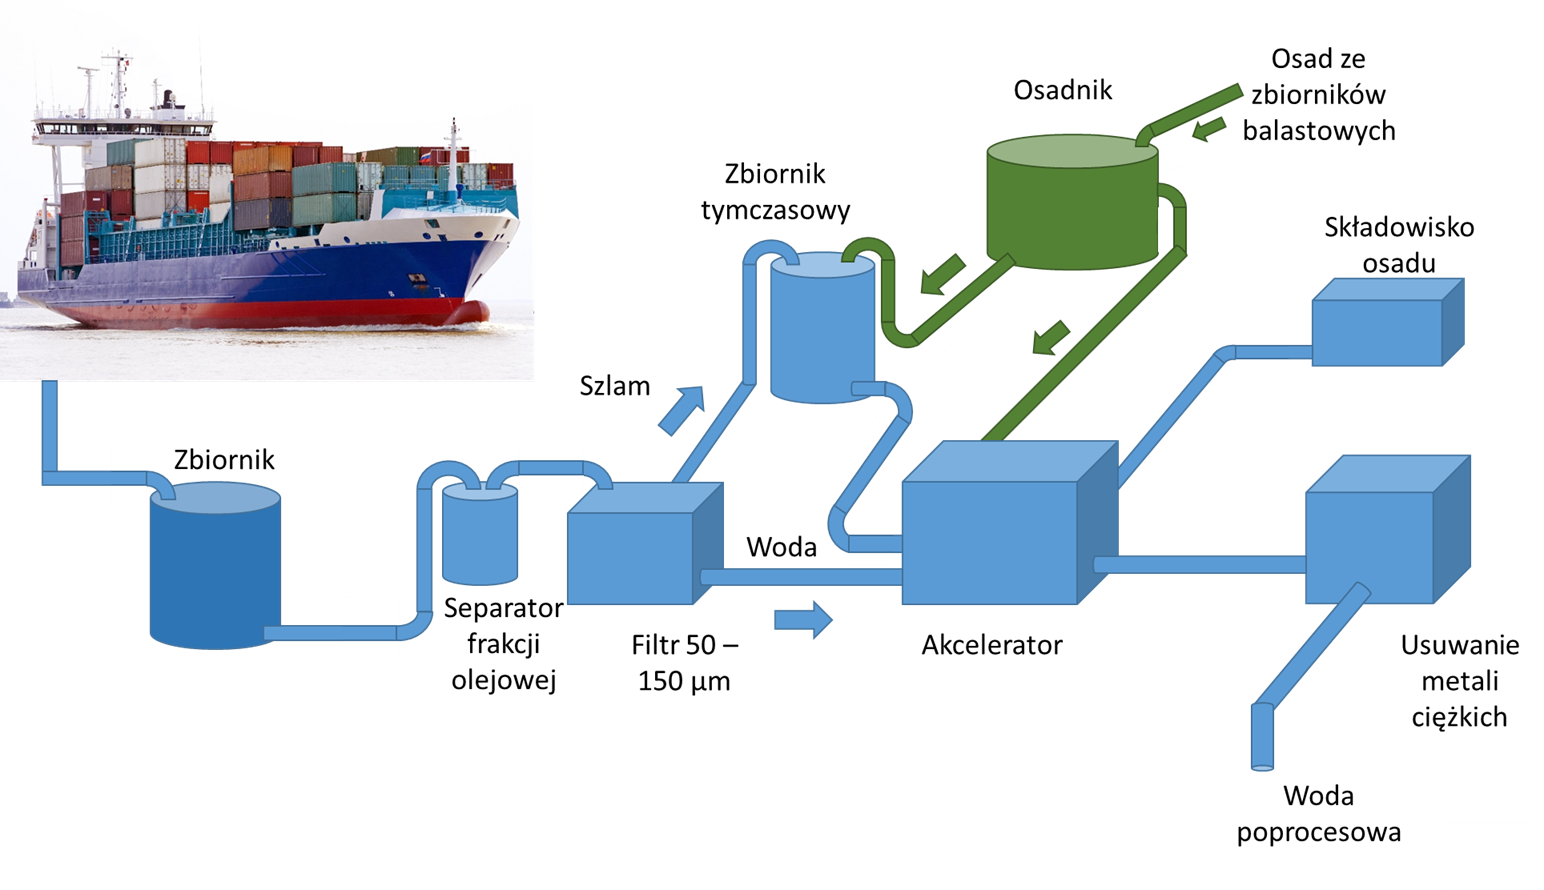 Osad ze
zbiorników
balastowych
Osadnik
Zbiornik
tymczasowy
Składowisko
osadu
Szlam
Zbiornik
Woda
Separator
frakcji
olejowej
Filtr 50 –
150 µm
Akcelerator
Usuwanie
metali
ciężkich
Woda
poprocesowa